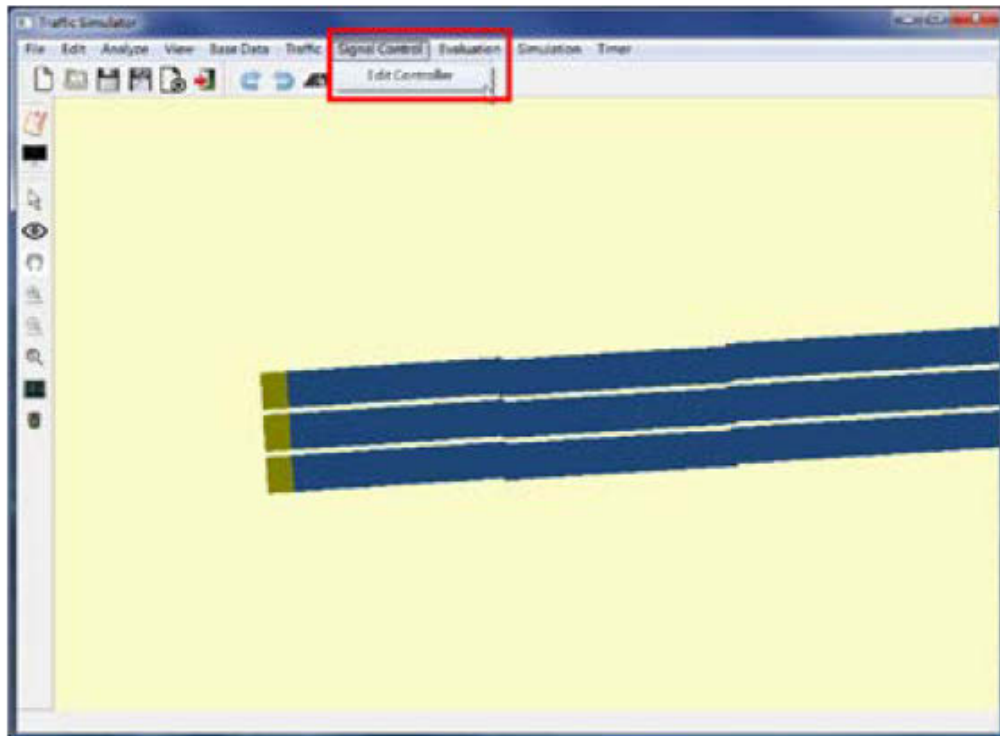 Traffic Simulator
File Edit Analyze View Base Data Traffic Signal Control Evaluation Simulation Timer
Edit Controller